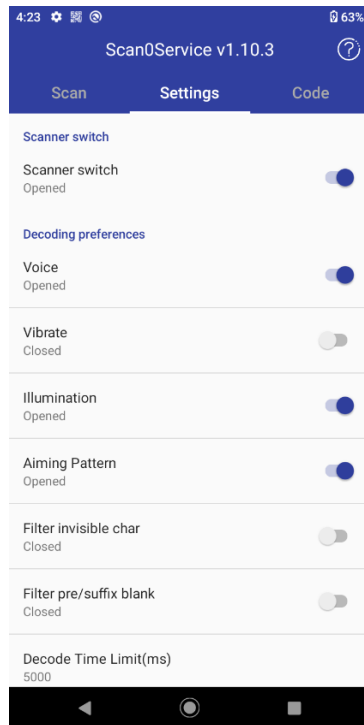 4:23 63%
Scan0Service v1.10.3
Scan Settings Code
Scanner switch
Scanner switch
Opened
Decoding preferences
Voice
Opened
Vibrate
Closed
Illumination
Opened
Aiming Pattern
Opened
Filter invisible char
Closed
Filter pre/suffix blank
Closed
Decode Time Limit(ms)
5000